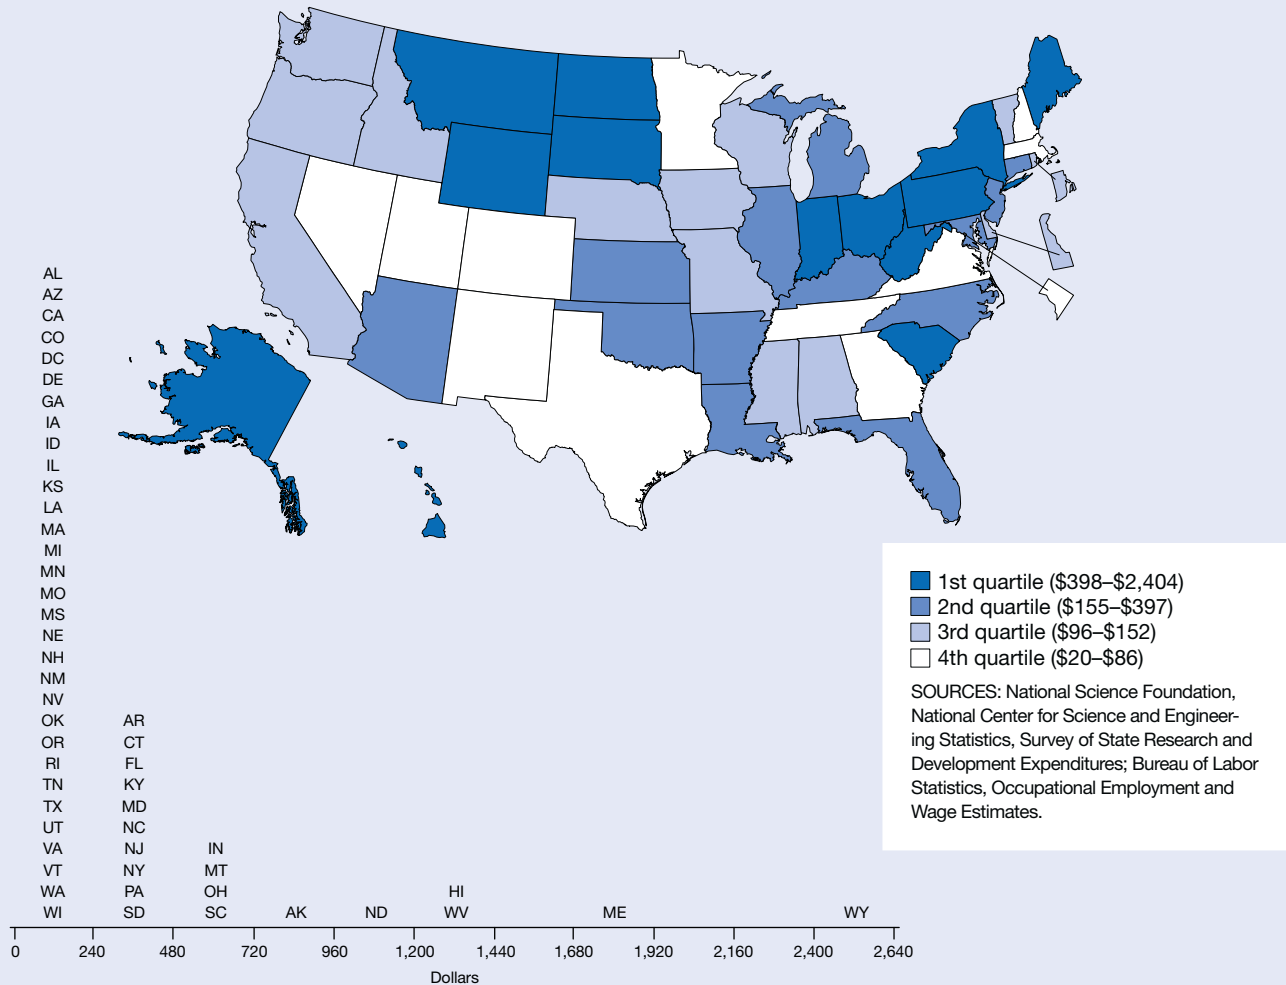 AL
AZ
CA
CO
DC
DE
GA
IA
ID
IL
KS
LA
MA
MI
MN
MO
MS
NE
NH
NM
NV
OK AR
OR CT
RI FL
TN KY
TX MD
UT NC
VA NJ IN
VT NY MT
WA PA OH HI
WI SD SC AK ND WV ME WY
0 240 480 720 960 1,200 1,440 1,680 1,920 2,160 2,400 2,640
Dollars
1st quartile ($398–$2,404)
2nd quartile ($155–$397)
3rd quartile ($96–$152)
4th quartile ($20–$86)
SOURCES: National Science Foundation,
National Center for Science and Engineer-
ing Statistics, Survey of State Research and
Development Expenditures; Bureau of Labor
Statistics, Occupational Employment and
Wage Estimates.